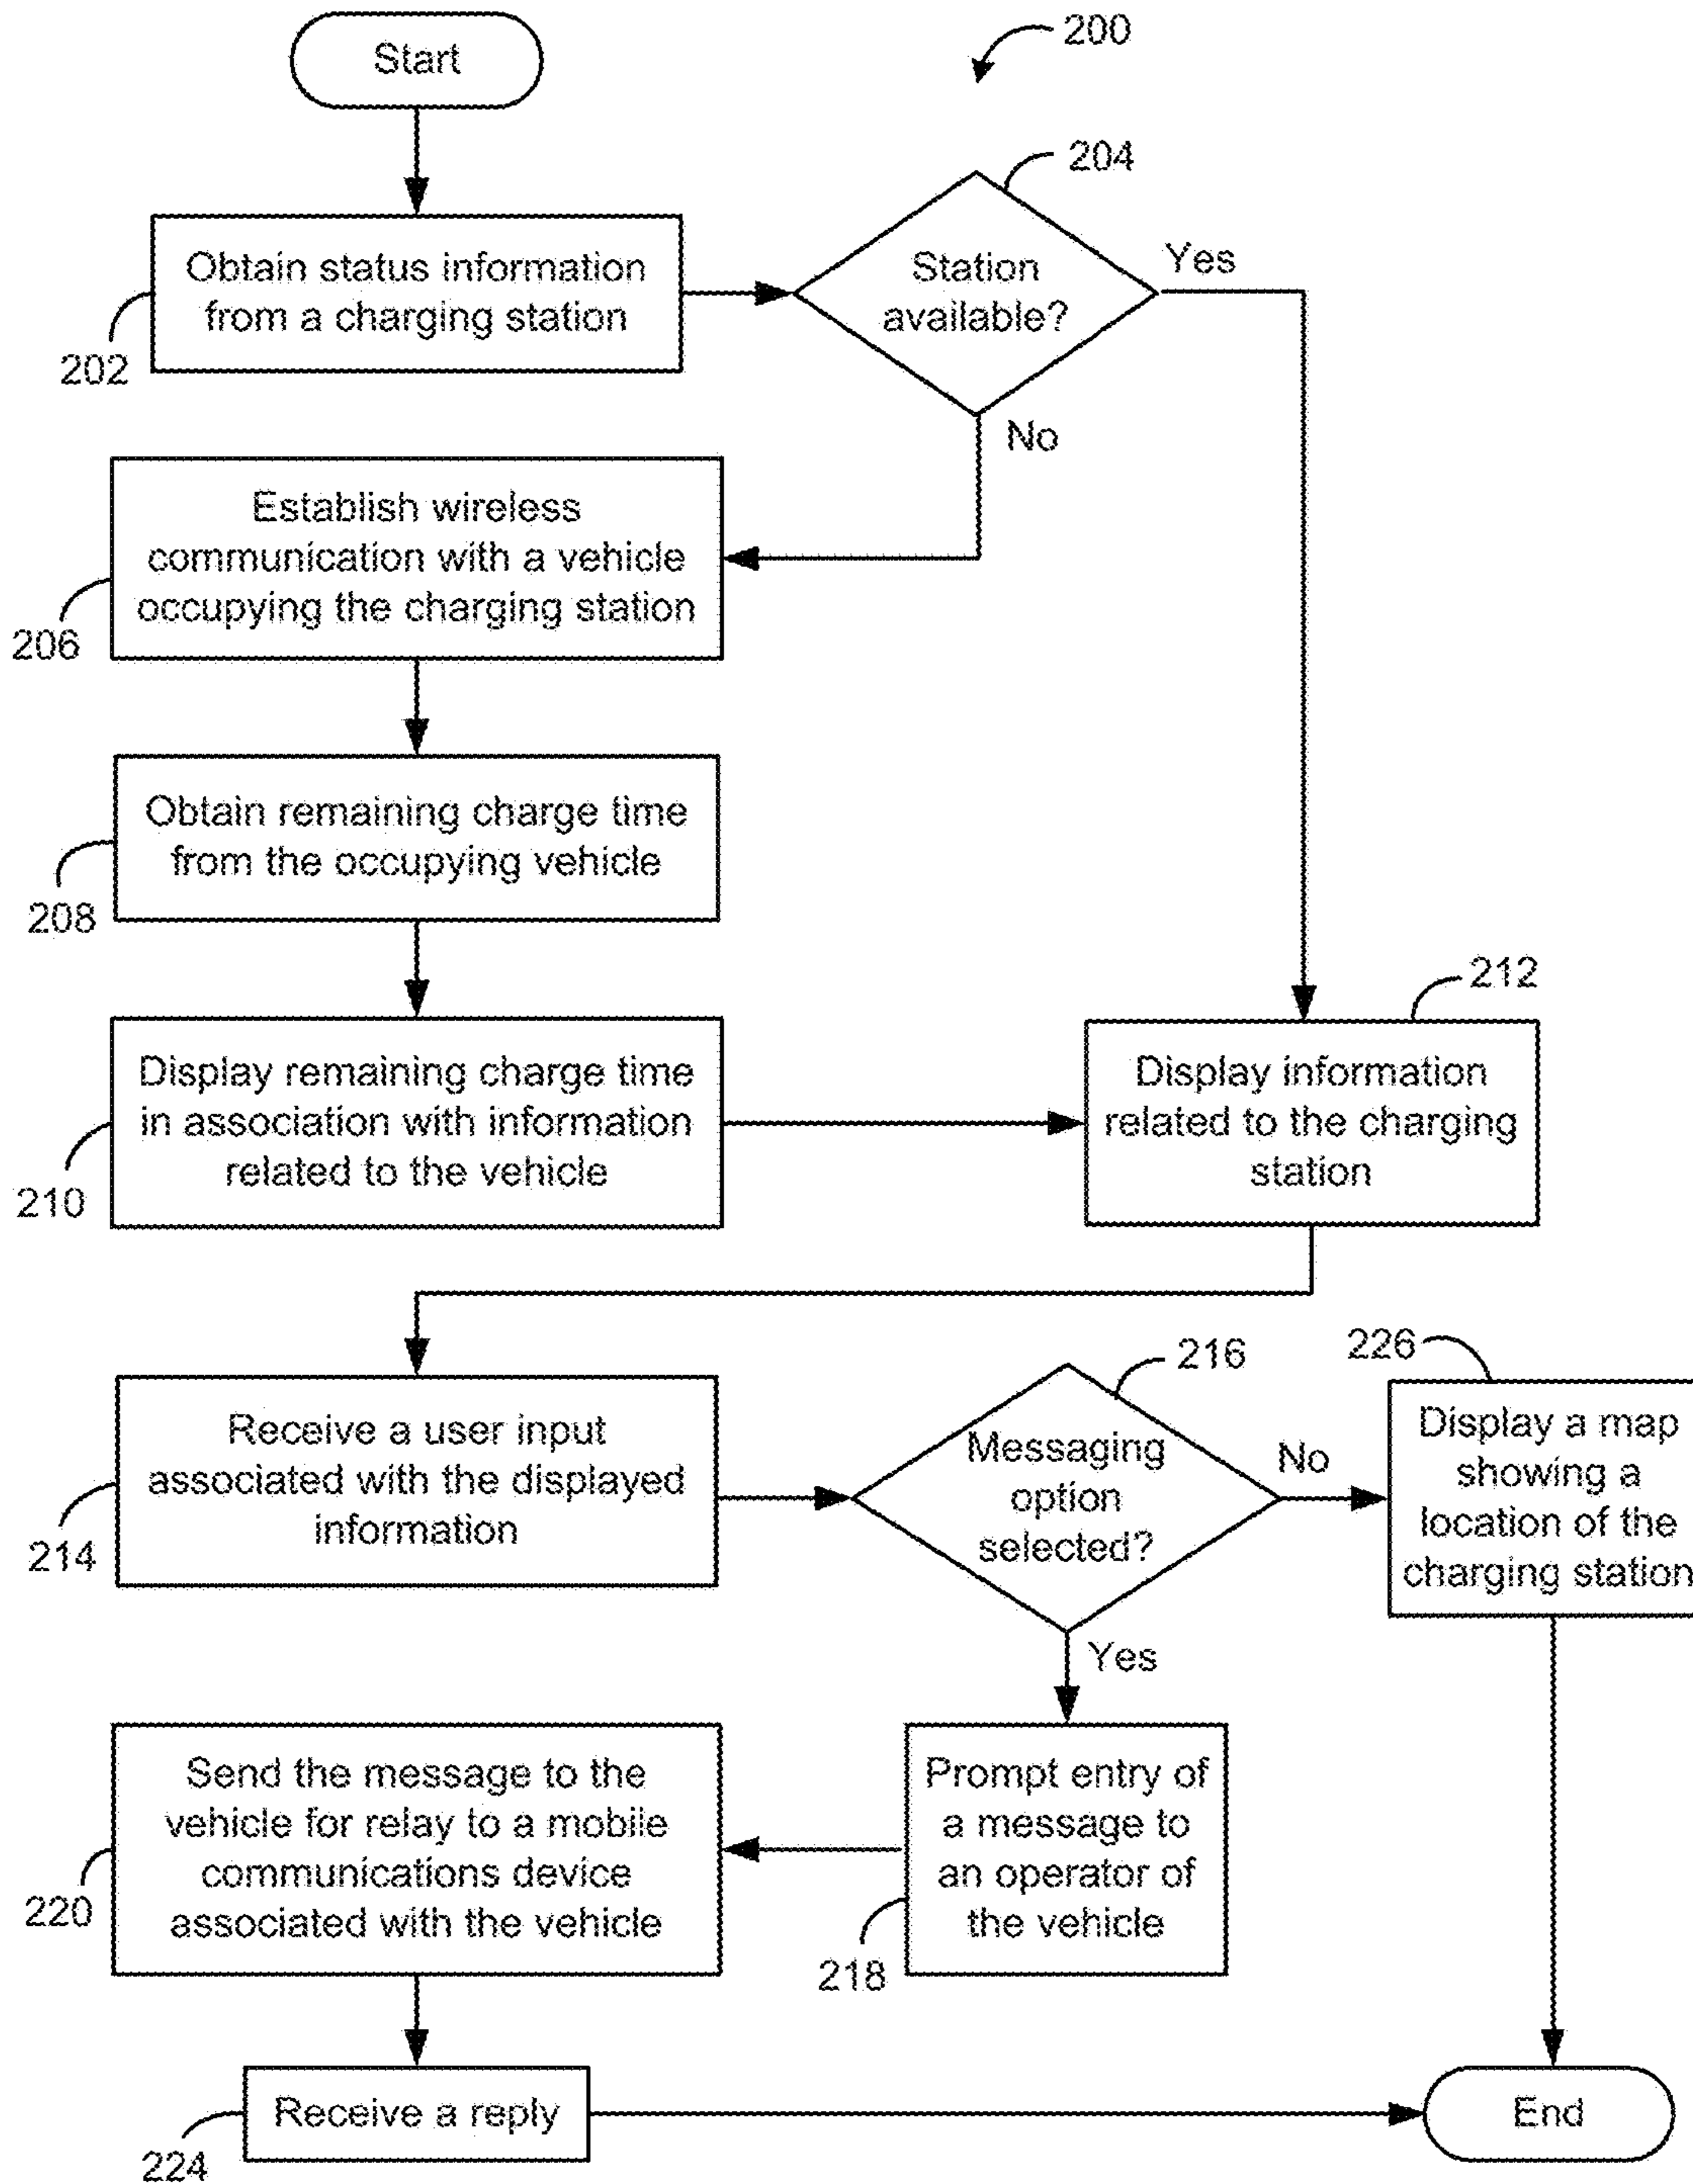 Start
200
204
Obtain status information
from a charging station
202
Station
available?
Yes
No
Establish wireless
communication with a vehicle
occupying the charging station
206
Obtain remaining charge time
from the occupying vehicle
208
212
Display remaining charge time
in association with information
related to the vehicle
210
Display information
related to the charging
station
Receive a user input
associated with the displayed
information
214
216
Messaging
option
selected?
No
Yes
226
Display a map
showing a
location of the
charging station
Send the message to the
vehicle for relay to a mobile
communications device
associated with the vehicle
220
Prompt entry of
a message to
an operator of
the vehicle
218
Receive a reply
224
End